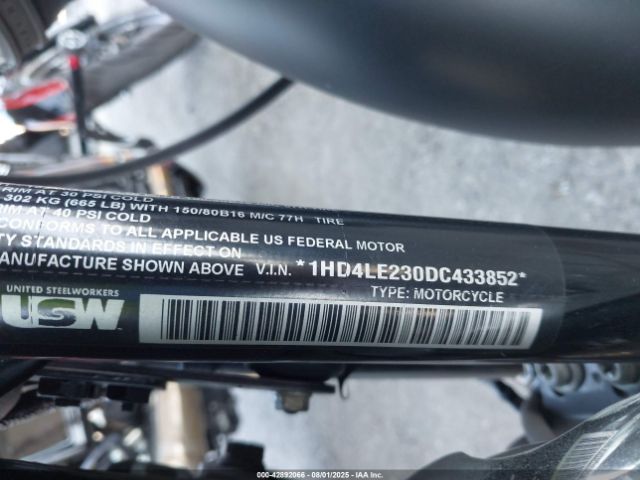 RIM AT 30 PSI COLD
302 KG (665 LB) WITH 150/80B16 M/C 77H TIRE
RIM AT 40 PSI COLD
CONFORMS TO ALL APPLICABLE US FEDERAL MOTOR
TY STANDARDS IN EFFECT ON
MANUFACTURE SHOWN ABOVE V.I.N. *1HD4LE230DC433852*
TYPE: MOTORCYCLE
UNITED STEELWORKERS
USW
000-42892066 - 08/01/2025 - IAA Inc.